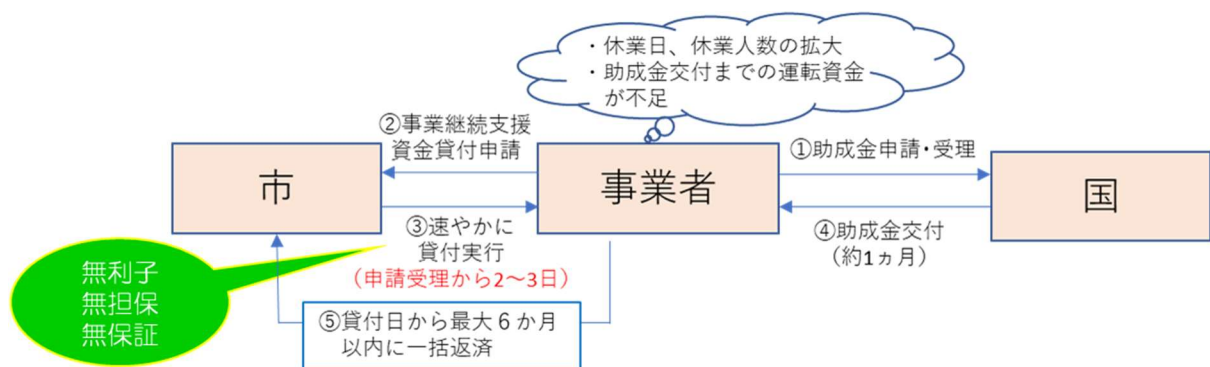 ・休業日、休業人数の拡大
・助成金交付までの運転資金
が不足
②事業継続支援
資金貸付申請
①助成金申請・受理
市
事業者
国
③速やかに
貸付実行
（申請受理から2～3日）
④助成金交付
（約1ヵ月）
無利子
無担保
無保証
⑤貸付日から最大６か月
以内に一括返済